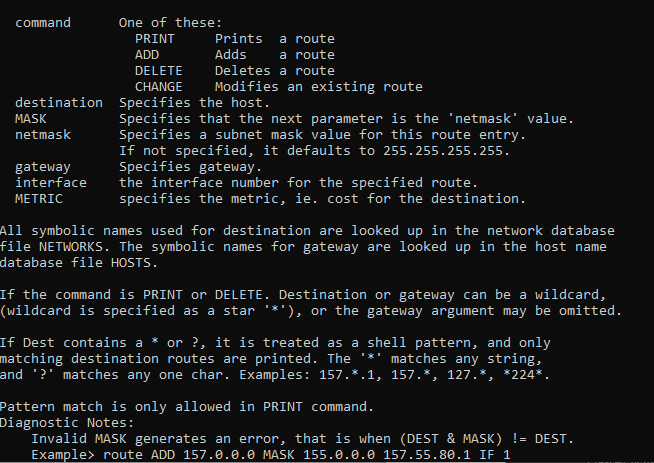 command      One of these:
PRINT     Prints  a route
ADD       Adds    a route
DELETE    Deletes a route
CHANGE    Modifies an existing route
destination  Specifies the host.
MASK         Specifies that the next parameter is the 'netmask' value.
netmask      Specifies a subnet mask value for this route entry.
If not specified, it defaults to 255.255.255.255.
gateway      Specifies gateway.
interface    the interface number for the specified route.
METRIC       specifies the metric, ie. cost for the destination.
All symbolic names used for destination are looked up in the network database
file NETWORKS. The symbolic names for gateway are looked up in the host name
database file HOSTS.
If the command is PRINT or DELETE. Destination or gateway can be a wildcard,
(wildcard is specified as a star '*'), or the gateway argument may be omitted.
If Dest contains a * or ?, it is treated as a shell pattern, and only
matching destination routes are printed. The '*' matches any string,
and '?' matches any one char. Examples: 157.*.1, 157.*, 127.*, *224*.
Pattern match is only allowed in PRINT command.
Diagnostic Notes:
Invalid MASK generates an error, that is when (DEST & MASK) != DEST.
Example> route ADD 157.0.0.0 MASK 155.0.0.0 157.55.80.1 IF 1